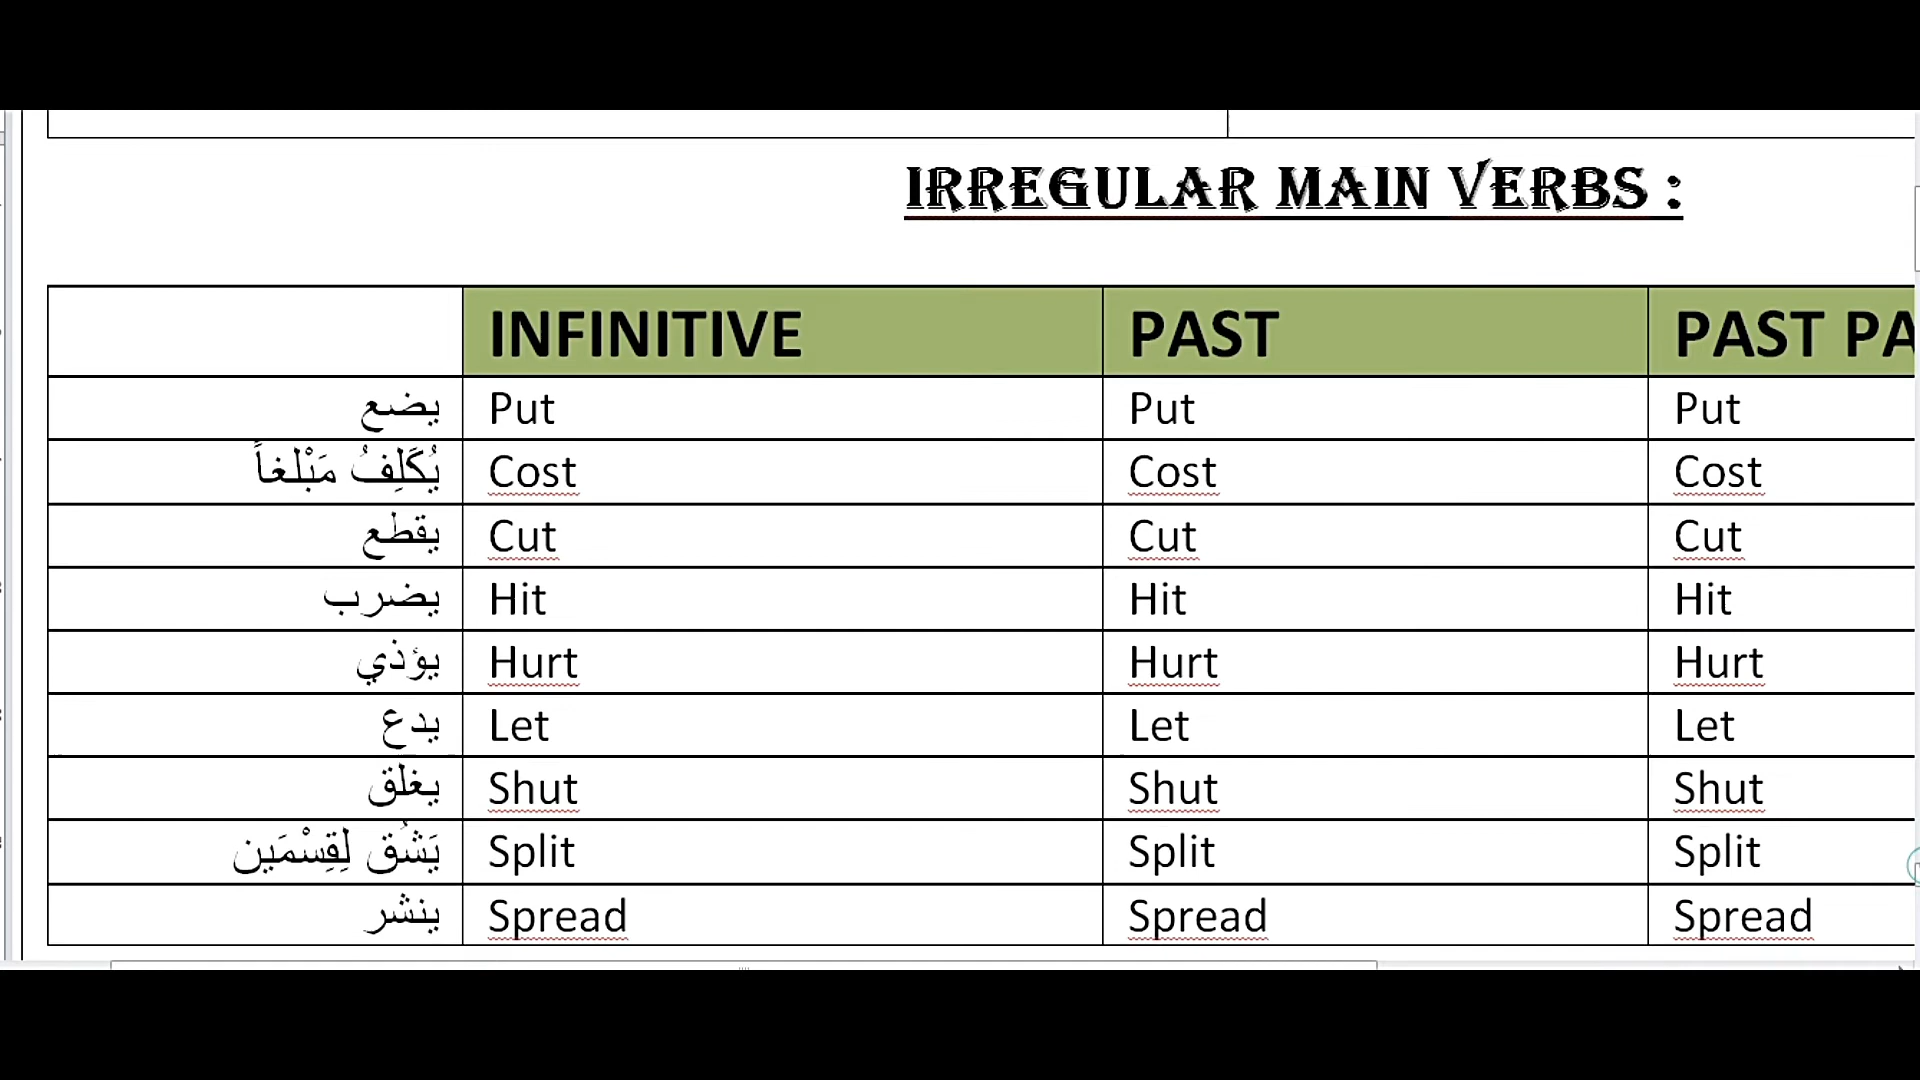 IRREGULAR MAIN VERBS :
INFINITIVE PAST PAST PA
يضع Put Put Put
يُكَلِفُ مَبْلغاً Cost Cost Cost
يقطع Cut Cut Cut
يضرب Hit Hit Hit
يؤذي Hurt Hurt Hurt
يدع Let Let Let
يغلق Shut Shut Shut
يَشُق لِقِسْمَين Split Split Split
ينشر Spread Spread Spread